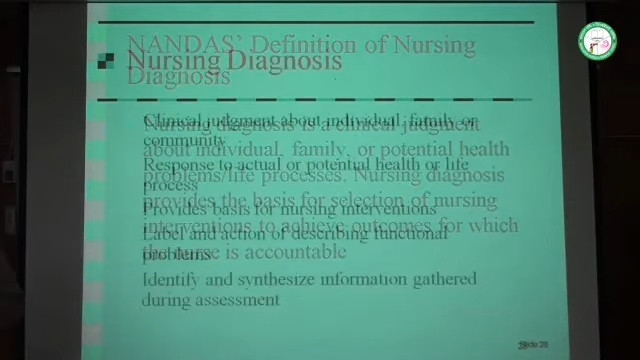 NANDAS' Definition of Nursing
Diagnosis
Nursing diagnosis is a clinical judgment
about individual, family, or potential health
problems/life processes. Nursing diagnosis
provides the basis for selection of nursing
interventions to achieve outcomes for which
the nurse is accountable
Nursing Diagnosis
Clinical judgment about individual, family or
community
Response to actual or potential health or life
process
Provides basis for nursing interventions
Label and action of describing functional
problems
Identify and synthesize information gathered
during assessment
Slide 28